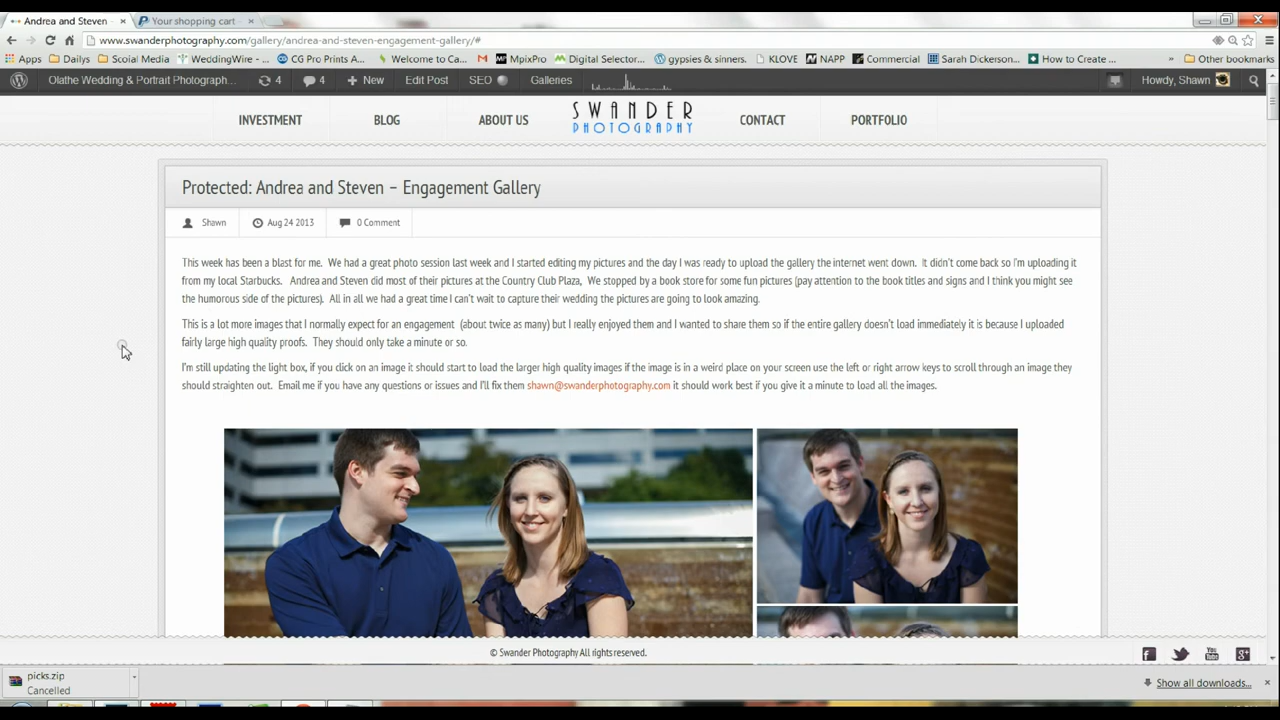 Andrea and Steven
Your shopping cart
www.swanderphotography.com/gallery/andrea-and-steven-engagement-gallery/#
Apps Dailys Scoial Media WeddingWire -... CG Pro Prints A... Welcome to Ca... MpixPro Digital Selector... gypsies & sinners. KLOVE NAPP Commercial Sarah Dickerson... How to Create ... » Other bookmarks
Olathe Wedding & Portrait Photograph... 4 4 + New Edit Post SEO Galleries Howdy, Shawn
INVESTMENT BLOG ABOUT US SWANDER PHOTOGRAPHY CONTACT PORTFOLIO
Protected: Andrea and Steven – Engagement Gallery
Shawn Aug 24 2013 0 Comment
This week has been a blast for me. We had a great photo session last week and I started editing my pictures and the day I was ready to upload the gallery the internet went down. It didn't come back so I'm uploading it
from my local Starbucks. Andrea and Steven did most of their pictures at the Country Club Plaza, We stopped by a book store for some fun pictures (pay attention to the book titles and signs and I think you might see
the humorous side of the pictures). All in all we had a great time I can't wait to capture their wedding the pictures are going to look amazing.
This is a lot more images that I normally expect for an engagement (about twice as many) but I really enjoyed them and I wanted to share them so if the entire gallery doesn't load immediately it is because I uploaded
fairly large high quality proofs. They should only take a minute or so.
I'm still updating the light box, if you click on an image it should start to load the larger high quality images if the image is in a weird place on your screen use the left or right arrow keys to scroll through an image they
should straighten out. Email me if you have any questions or issues and I'll fix them shawn@swanderphotography.com it should work best if you give it a minute to load all the images.
© Swander Photography All rights reserved.
picks.zip
Cancelled
Show all downloads...